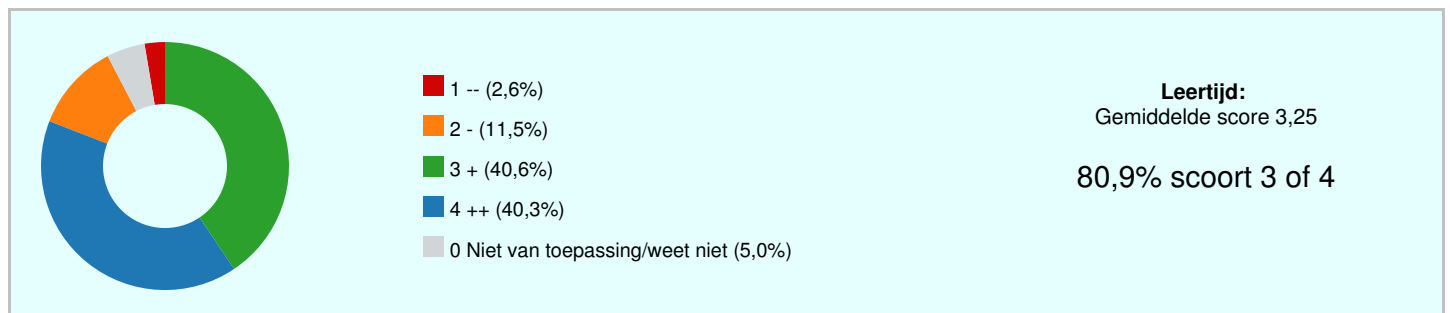 1 -- (2,6%)
2 - (11,5%)
3 + (40,6%)
4 ++ (40,3%)
0 Niet van toepassing/weet niet (5,0%)
Leertijd:
Gemiddelde score 3,25
80,9% scoort 3 of 4